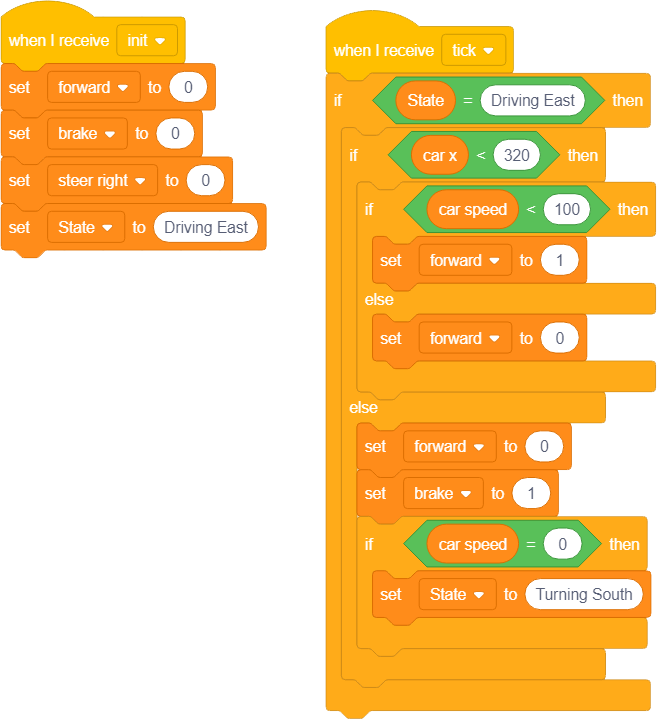 when I receive init
set forward to 0
set brake to 0
set steer right to 0
set State to Driving East
when I receive tick
if State = Driving East then
if car x < 320 then
if car speed < 100 then
set forward to 1
else
set forward to 0
else
set forward to 0
set brake to 1
if car speed = 0 then
set State to Turning South